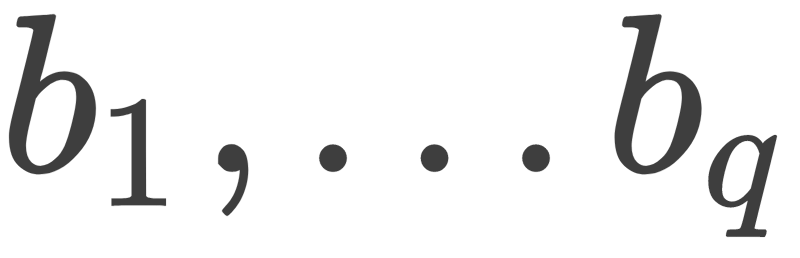 b₁, . . . b_q